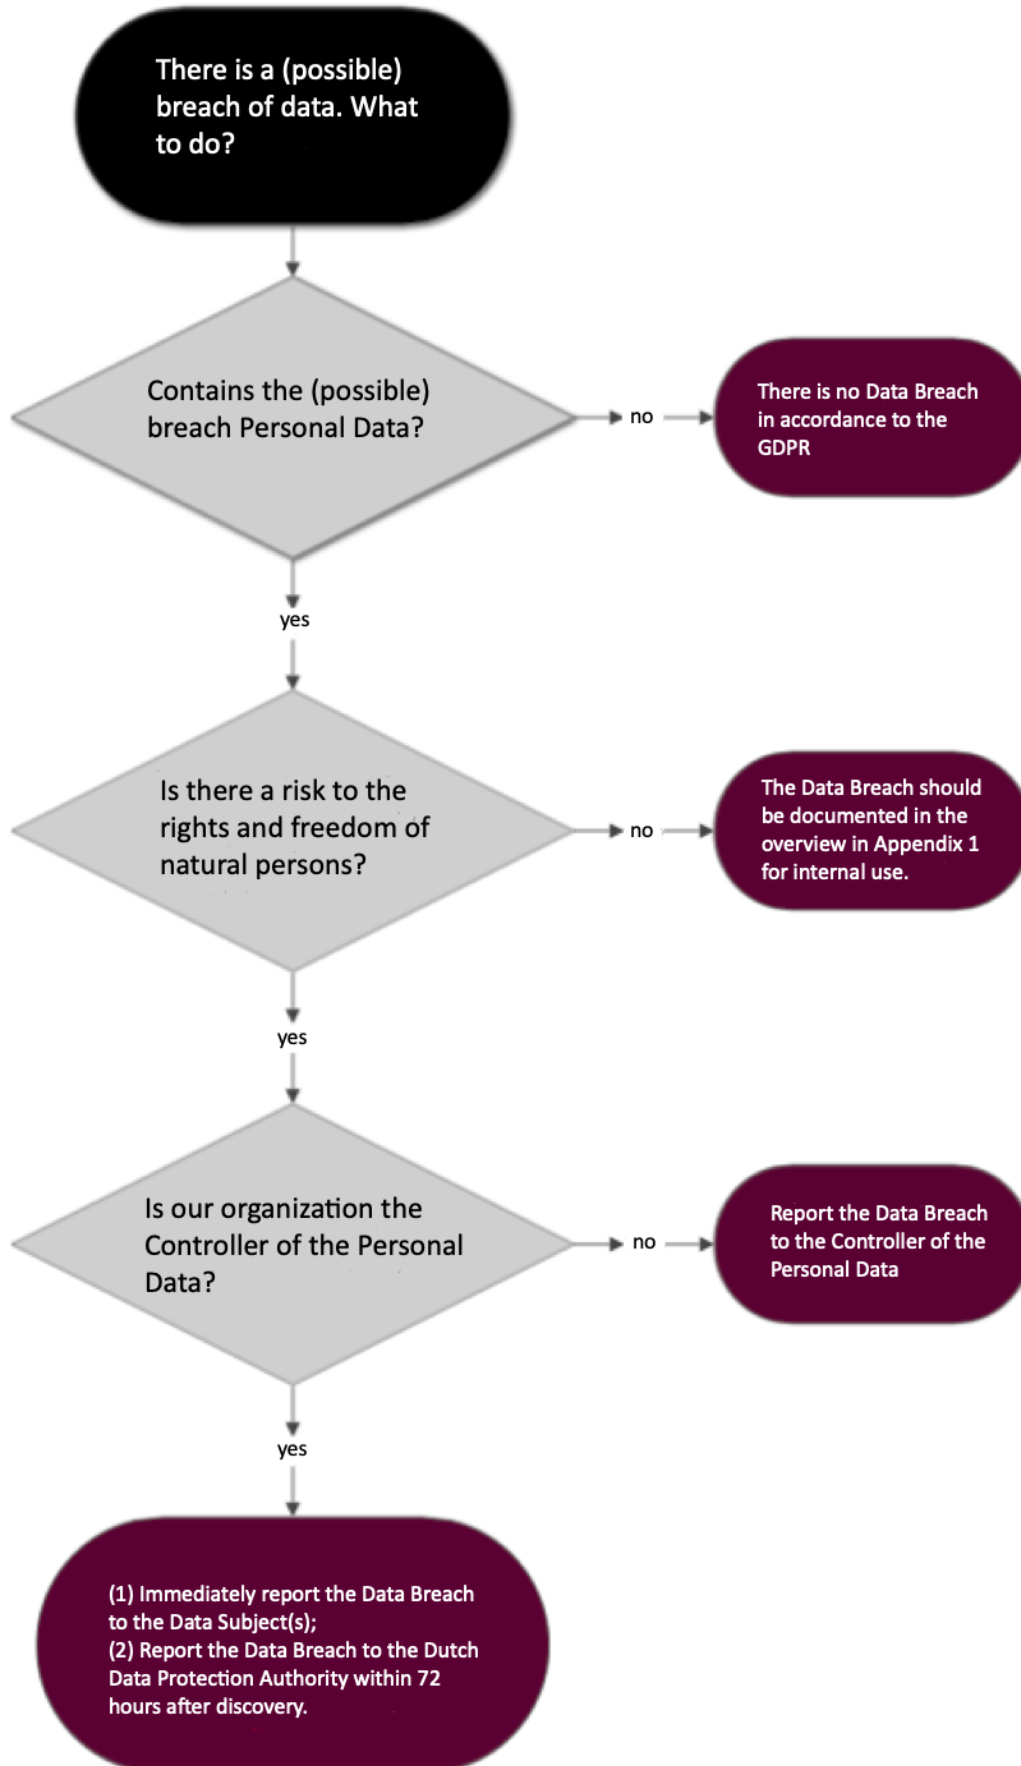 There is a (possible)
breach of data. What
to do?
Contains the (possible)
breach Personal Data?
no
There is no Data Breach
in accordance to the
GDPR
yes
Is there a risk to the
rights and freedom of
natural persons?
no
The Data Breach should
be documented in the
overview in Appendix 1
for internal use.
yes
Is our organization the
Controller of the Personal
Data?
no
Report the Data Breach
to the Controller of the
Personal Data
yes
(1) Immediately report the Data Breach
to the Data Subject(s);
(2) Report the Data Breach to the Dutch
Data Protection Authority within 72
hours after discovery.